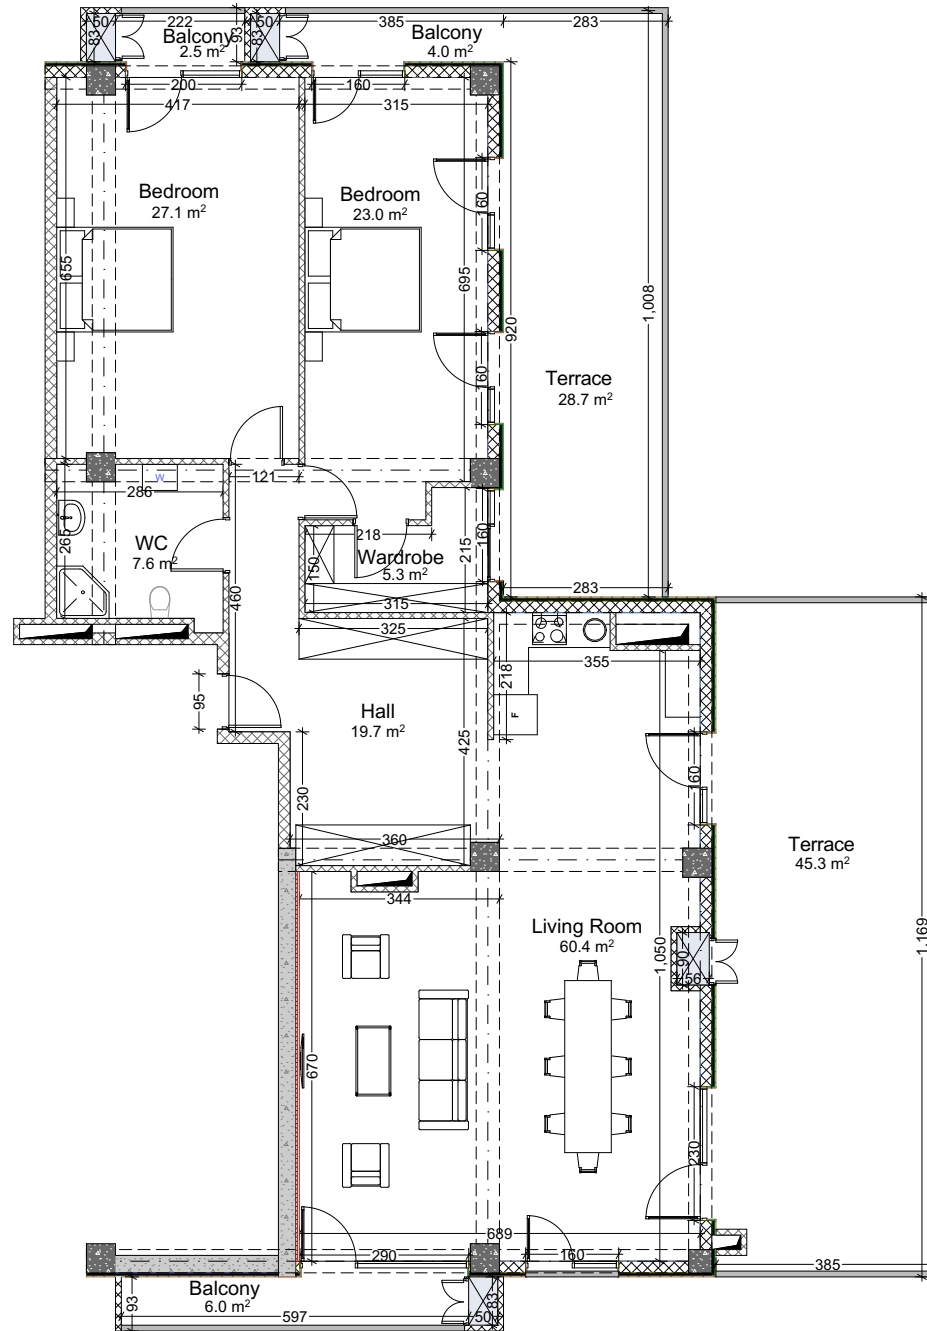 50
222
50
385
283
83
Balcony
2.5 m²
93
83
Balcony
4.0 m²
200
160
417
315
Bedroom
27.1 m²
Bedroom
23.0 m²
160
655
695
1,008
920
160
Terrace
28.7 m²
121
W
286
265
WC
7.6 m²
218
Wardrobe
5.3 m²
150
215
160
283
460
315
325
218
355
95
F
Hall
19.7 m²
425
160
230
360
Terrace
45.3 m²
344
Living Room
60.4 m²
1,050
90
56
1,169
670
230
689
290
160
385
Balcony
6.0 m²
93
597
50
83